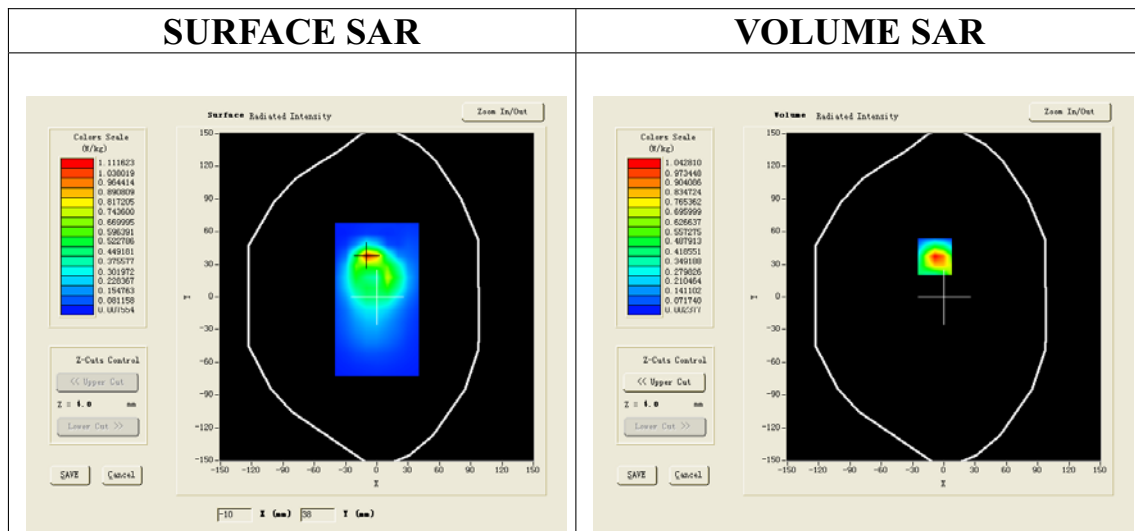 SURFACE SAR
VOLUME SAR
Surface Radiated Intensity
Zoom In/Out
Colors Scale
(W/kg)
1.111623
1.038019
0.964414
0.890809
0.817205
0.743600
0.669995
0.596391
0.522786
0.449181
0.375577
0.301972
0.228367
0.154763
0.081158
0.007554
150
120
90
60
30
0
-30
-60
-90
-120
-150
Y
-150 -120 -90 -60 -30 0 30 60 90 120 150
X
Z-Cuts Control
<< Upper Cut
Z = 4.0 mm
Lower Cut >>
SAVE Cancel
-10 X (mm) 38 Y (mm)
Volume Radiated Intensity
Zoom In/Out
Colors Scale
(W/kg)
1.042810
0.973448
0.904086
0.834724
0.765362
0.695999
0.626637
0.557275
0.487913
0.418551
0.349188
0.279826
0.210464
0.141102
0.071740
0.002377
150
120
90
60
30
0
-30
-60
-90
-120
-150
Y
-150 -120 -90 -60 -30 0 30 60 90 120 150
X
Z-Cuts Control
<< Upper Cut
Z = 4.0 mm
Lower Cut >>
SAVE Cancel